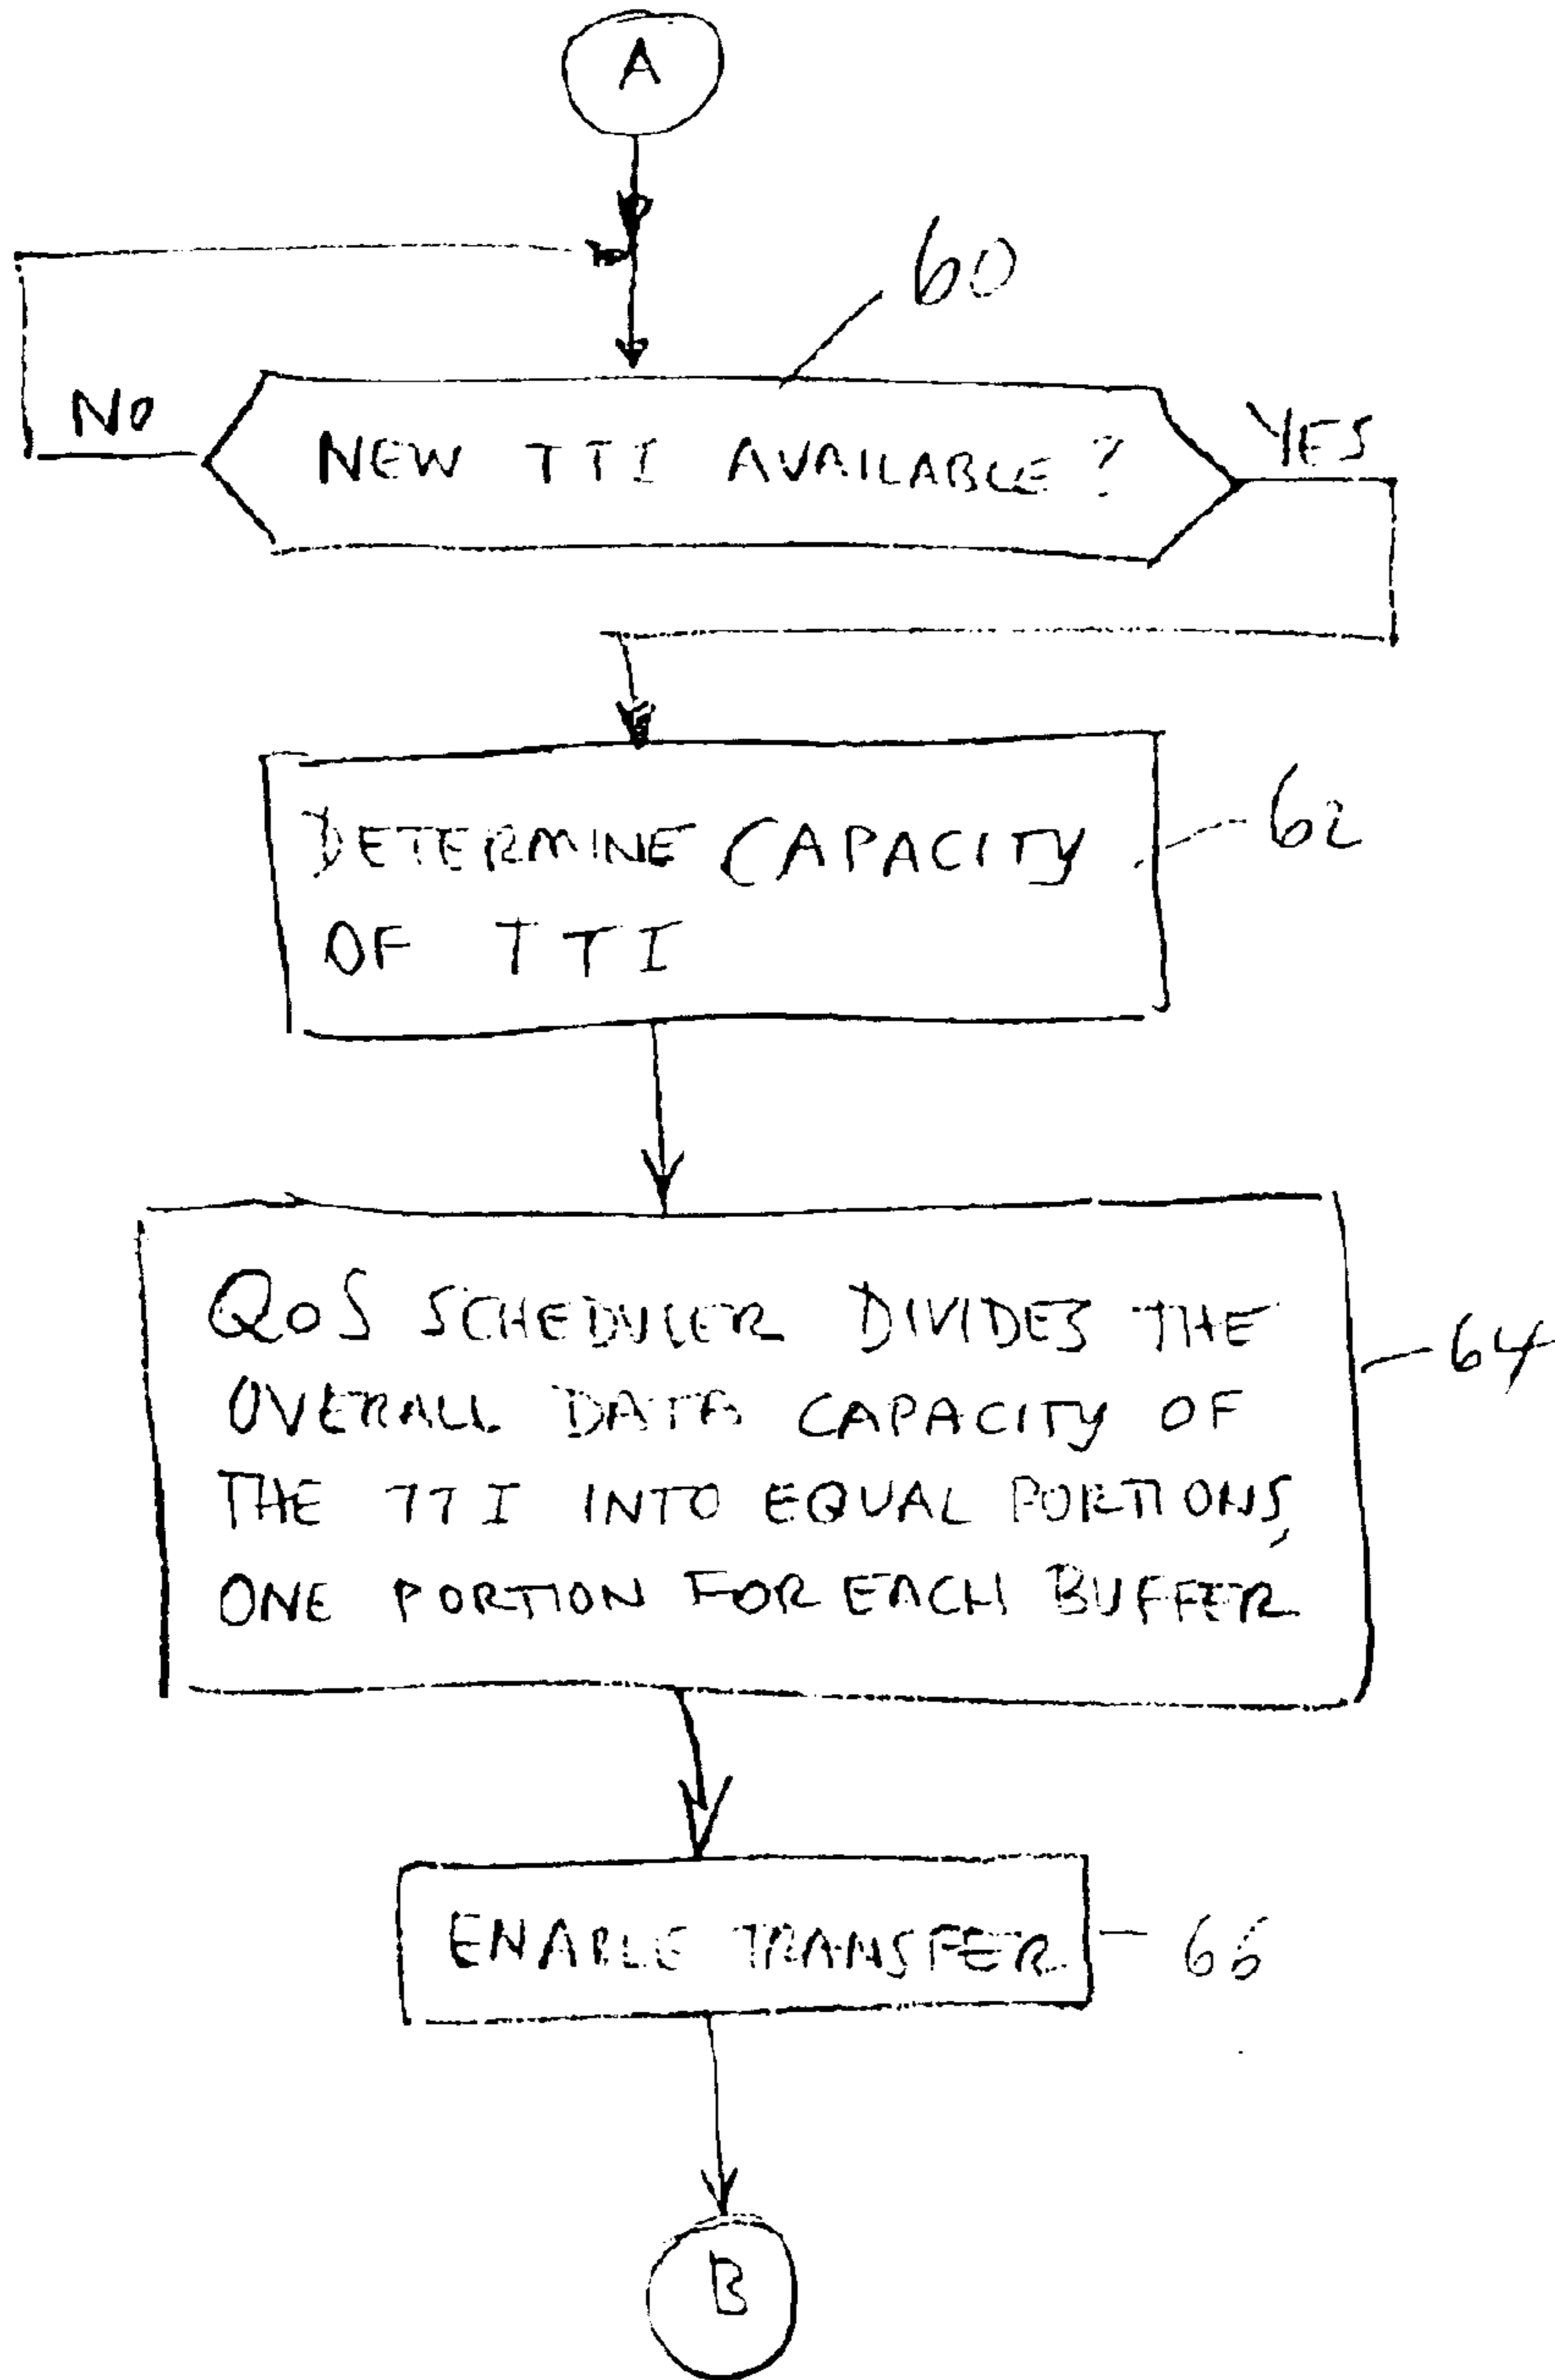 A
60
NO
NEW TTI AVAILABLE ?
YES
DETERMINE CAPACITY
62
OF TTI
QoS SCHEDULER DIVIDES THE
64
OVERALL DATA CAPACITY OF
THE TTI INTO EQUAL PORTIONS,
ONE PORTION FOR EACH BUFFER
ENABLE TRANSFER
66
B